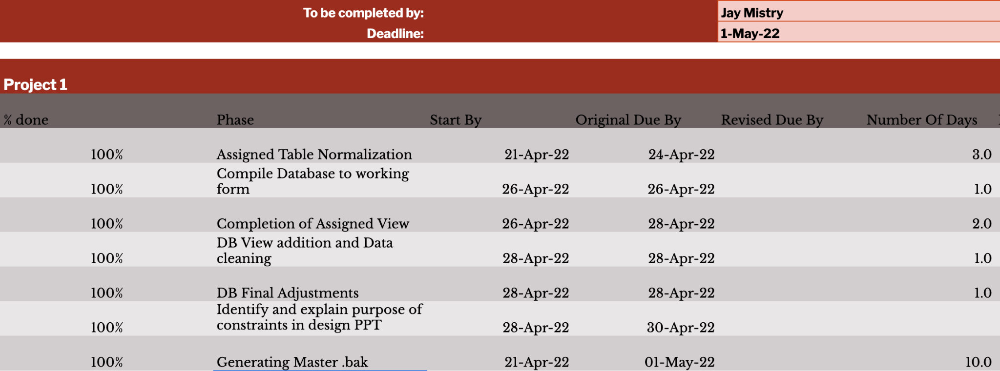 To be completed by: Jay Mistry
Deadline: 1-May-22
Project 1
% done Phase Start By Original Due By Revised Due By Number Of Days
100% Assigned Table Normalization 21-Apr-22 24-Apr-22 3.0
Compile Database to working
100% form 26-Apr-22 26-Apr-22 1.0
100% Completion of Assigned View 26-Apr-22 28-Apr-22 2.0
DB View addition and Data
100% cleaning 28-Apr-22 28-Apr-22 1.0
100% DB Final Adjustments 28-Apr-22 28-Apr-22 1.0
Identify and explain purpose of
100% constraints in design PPT 28-Apr-22 30-Apr-22
100% Generating Master .bak 21-Apr-22 01-May-22 10.0